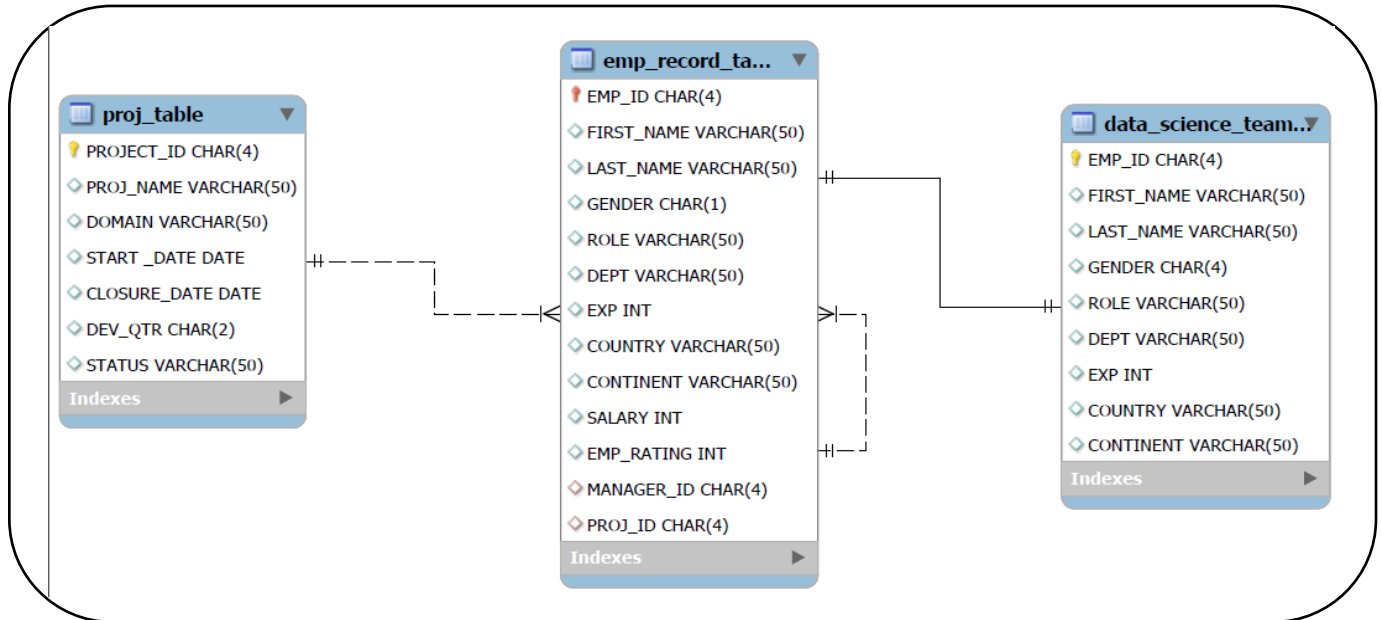 proj_table
PROJECT_ID CHAR(4)
PROJ_NAME VARCHAR(50)
DOMAIN VARCHAR(50)
START _DATE DATE
CLOSURE_DATE DATE
DEV_QTR CHAR(2)
STATUS VARCHAR(50)
Indexes
emp_record_ta...
EMP_ID CHAR(4)
FIRST_NAME VARCHAR(50)
LAST_NAME VARCHAR(50)
GENDER CHAR(1)
ROLE VARCHAR(50)
DEPT VARCHAR(50)
EXP INT
COUNTRY VARCHAR(50)
CONTINENT VARCHAR(50)
SALARY INT
EMP_RATING INT
MANAGER_ID CHAR(4)
PROJ_ID CHAR(4)
Indexes
data_science_team...
EMP_ID CHAR(4)
FIRST_NAME VARCHAR(50)
LAST_NAME VARCHAR(50)
GENDER CHAR(4)
ROLE VARCHAR(50)
DEPT VARCHAR(50)
EXP INT
COUNTRY VARCHAR(50)
CONTINENT VARCHAR(50)
Indexes